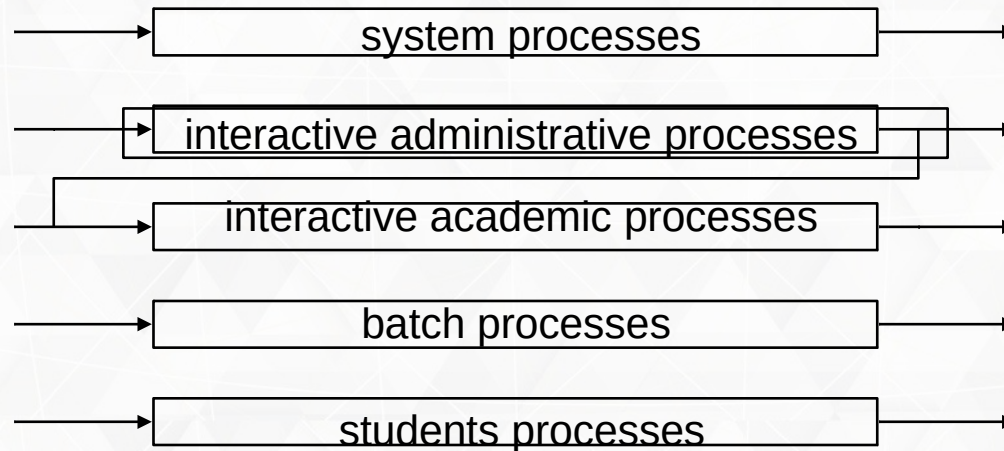 system processes
interactive administrative processes
interactive academic processes
batch processes
students processes